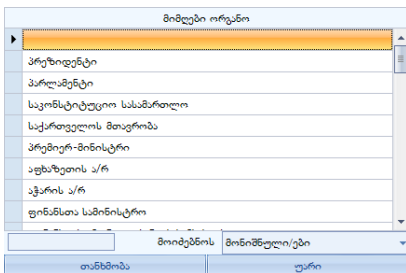 მიმღები ორგანო
პრეზიდენტი
პარლამენტი
საკონსტიტუციო სასამართლო
საქართველოს მთავრობა
პრემიერ-მინისტრი
აფხაზეთის ა/რ
აჭარის ა/რ
ფინანსთა სამინისტრო
მოიძებნოს მონიშნული/ები
თანხმობა უარი